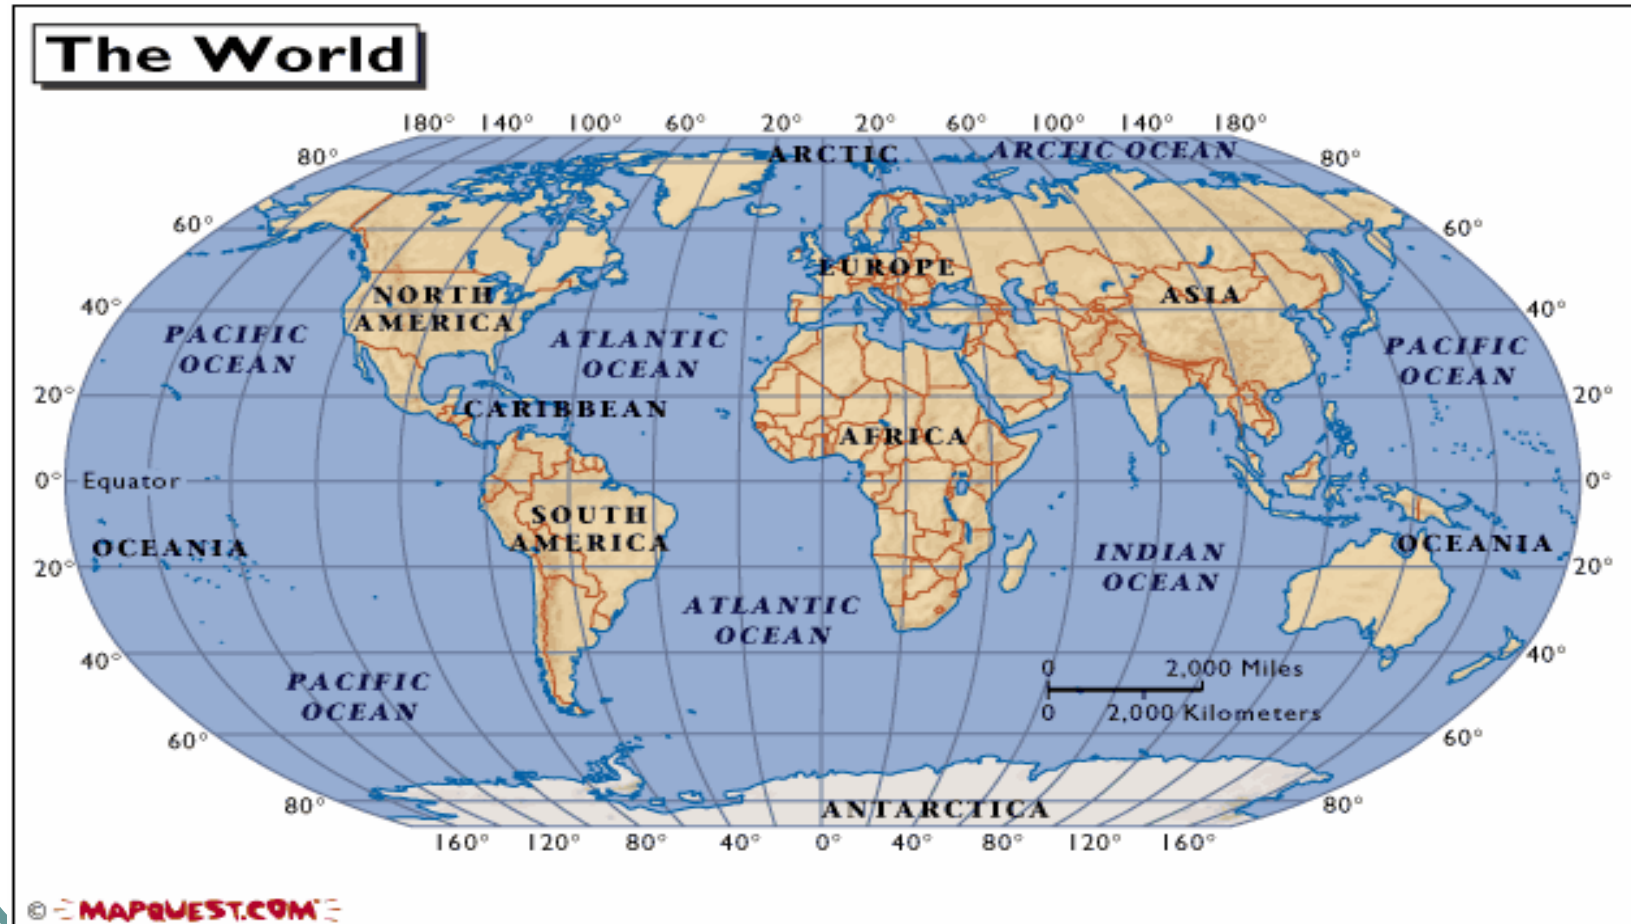 The World
180° 140° 100° 60° 20° 20° 60° 100° 140° 180°
ARCTIC
ARCTIC OCEAN
80°
80°
60°
60°
EUROPE
NORTH
AMERICA
ASIA
40°
40°
PACIFIC
OCEAN
ATLANTIC
OCEAN
PACIFIC
OCEAN
20°
20°
CARIBBEAN
AFRICA
0°
Equator
0°
SOUTH
AMERICA
OCEANIA
INDIAN
OCEAN
OCEANIA
20°
20°
ATLANTIC
OCEAN
40°
40°
PACIFIC
OCEAN
0 2,000 Miles
0 2,000 Kilometers
60°
60°
80°
80°
ANTARCTICA
160° 120° 80° 40° 0° 40° 80° 120° 160°
© MAPQUEST.COM